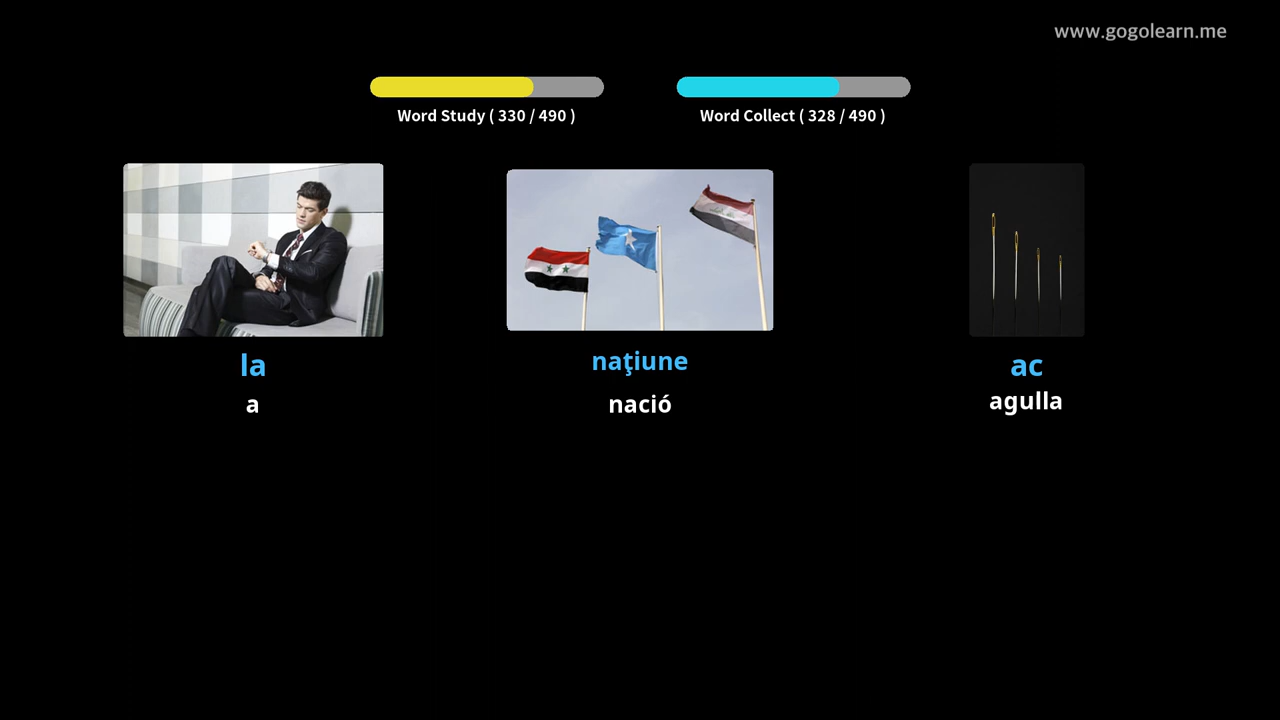 www.gogolearn.me
Word Study ( 330 / 490 )
Word Collect ( 328 / 490 )
la
a
naţiune
nació
ac
agulla